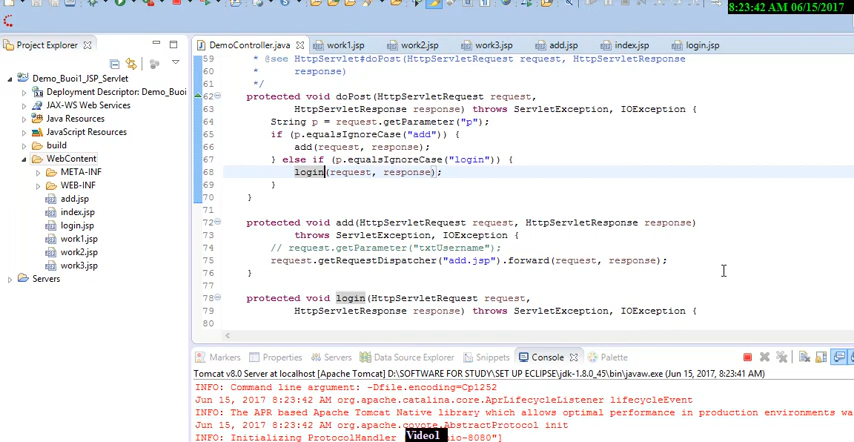 8:23:42 AM 06/15/2017
Project Explorer
Demo_Buoi1_JSP_Servlet
Deployment Descriptor: Demo_Buoi
JAX-WS Web Services
Java Resources
JavaScript Resources
build
WebContent
META-INF
WEB-INF
add.jsp
index.jsp
login.jsp
work1.jsp
work2.jsp
work3.jsp
Servers
DemoController.java work1.jsp work2.jsp work3.jsp add.jsp index.jsp login.jsp
59 * @see HttpServlet#doPost(HttpServletRequest request, HttpServletResponse
60 * response)
61 */
62 protected void doPost(HttpServletRequest request,
63 HttpServletResponse response) throws ServletException, IOException {
64 String p = request.getParameter("p");
65 if (p.equalsIgnoreCase("add")) {
66 add(request, response);
67 } else if (p.equalsIgnoreCase("login")) {
68 login(request, response);
69 }
70 }
71
72 protected void add(HttpServletRequest request, HttpServletResponse response)
73 throws ServletException, IOException {
74 // request.getParameter("txtUsername");
75 request.getRequestDispatcher("add.jsp").forward(request, response);
76 }
77
78 protected void login(HttpServletRequest request,
79 HttpServletResponse response) throws ServletException, IOException {
80
Markers Properties Servers Data Source Explorer Snippets Console Palette
Tomcat v8.0 Server at localhost [Apache Tomcat] D:\SOFTWARE FOR STUDY\SET UP ECLIPSE\jdk-1.8.0_45\bin\javaw.exe (Jun 15, 2017, 8:23:41 AM)
INFO: Command line argument: -Dfile.encoding=Cp1252
Jun 15, 2017 8:23:42 AM org.apache.catalina.core.AprLifecycleListener lifecycleEvent
INFO: The APR based Apache Tomcat Native library which allows optimal performance in production environments wa
Jun 15, 2017 8:23:42 AM org.apache.coyote.AbstractProtocol init
INFO: Initializing ProtocolHandler io-8080"]
Video1